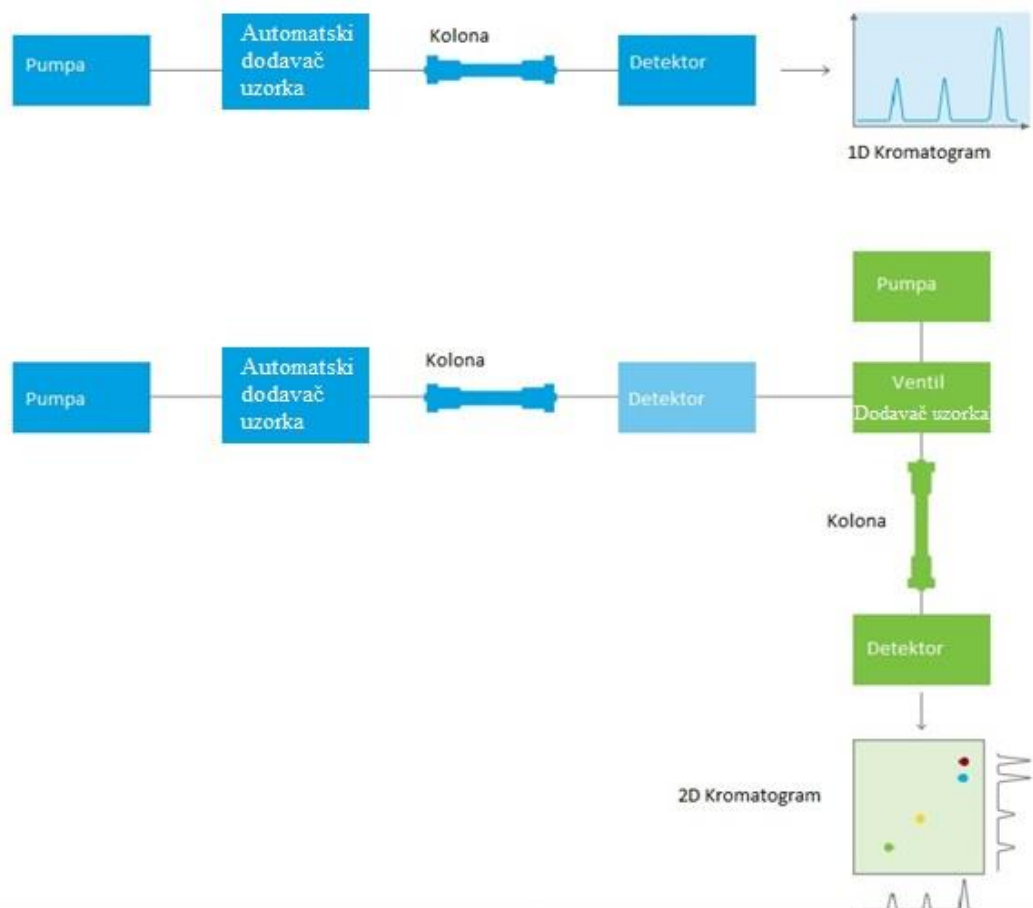 Pumpa
Automatski
dodavač
uzorka
Kolona
Detektor
1D Kromatogram
Pumpa
Pumpa
Automatski
dodavač
uzorka
Kolona
Detektor
Ventil
Dodavač uzorka
Kolona
Detektor
2D Kromatogram